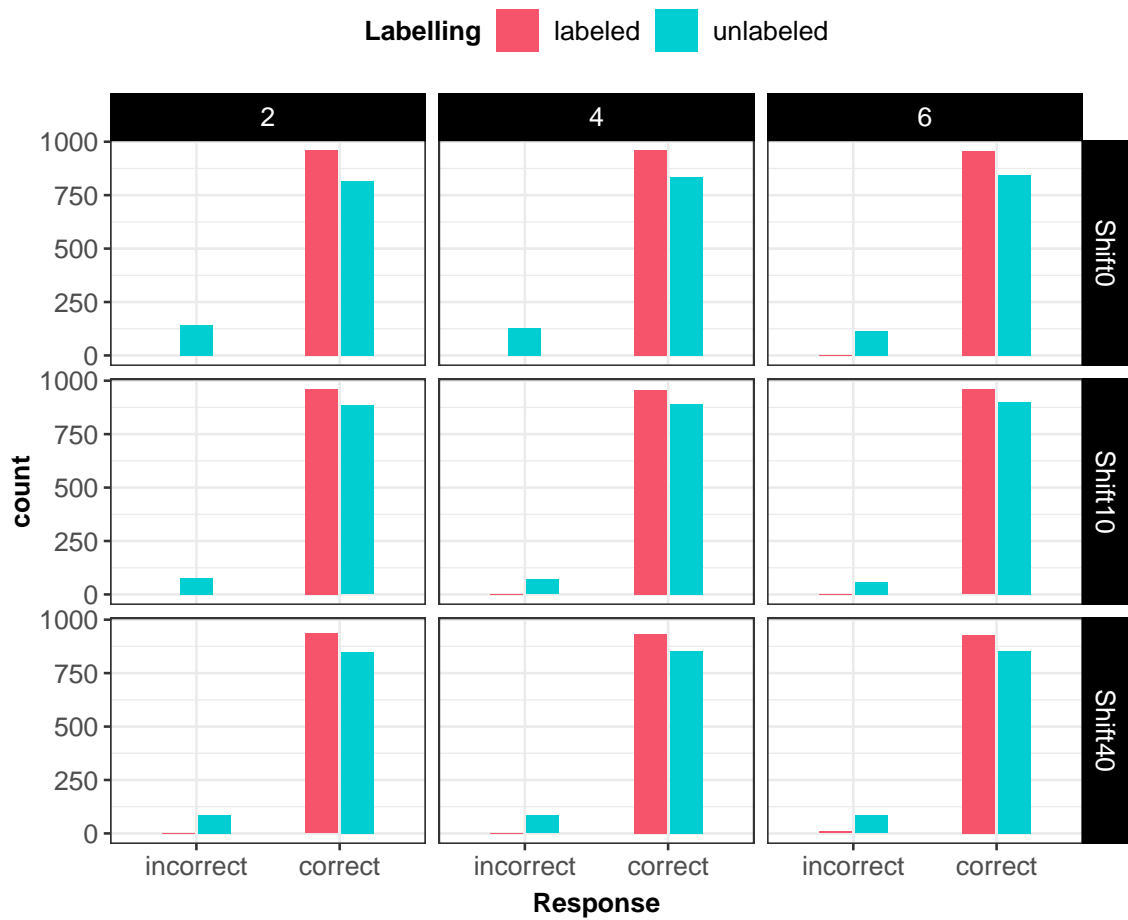 Labelling labeled unlabeled
2 4 6
1000
750
500
250
0
Shift0
1000
750
500
250
0
Shift10
1000
750
500
250
0
Shift40
count
incorrect correct incorrect correct incorrect correct
Response